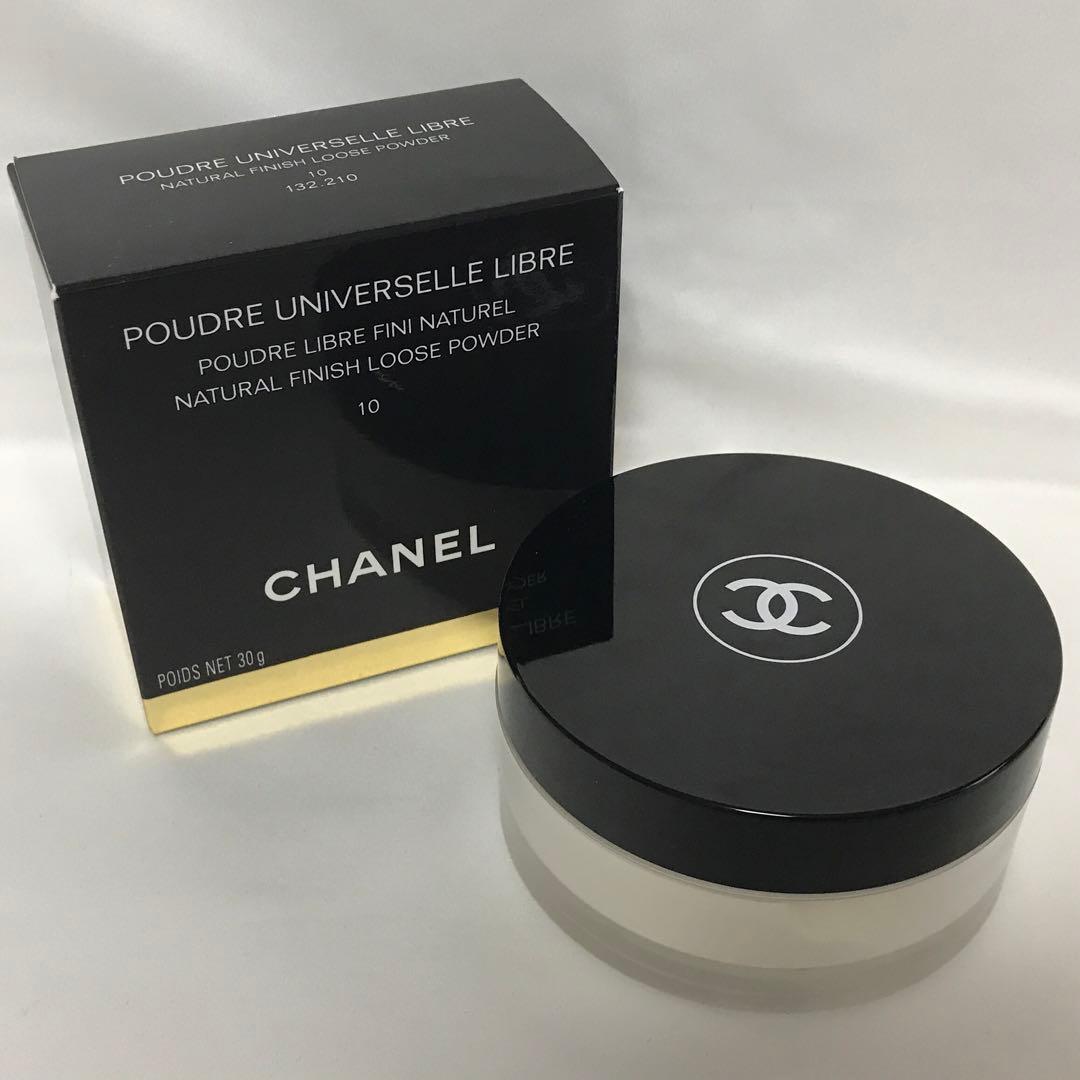 POUDRE UNIVERSELLE LIBRE
NATURAL FINISH LOOSE POWDER
10
132.210
POUDRE UNIVERSELLE LIBRE
POUDRE LIBRE FINI NATUREL
NATURAL FINISH LOOSE POWDER
10
CHANEL
POIDS NET 30 g